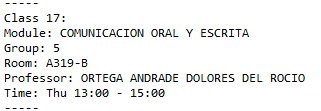 -----
Class 17:
Module: COMUNICACION ORAL Y ESCRITA
Group: 5
Room: A319-B
Professor: ORTEGA ANDRADE DOLORES DEL ROCIO
Time: Thu 13:00 - 15:00
-----